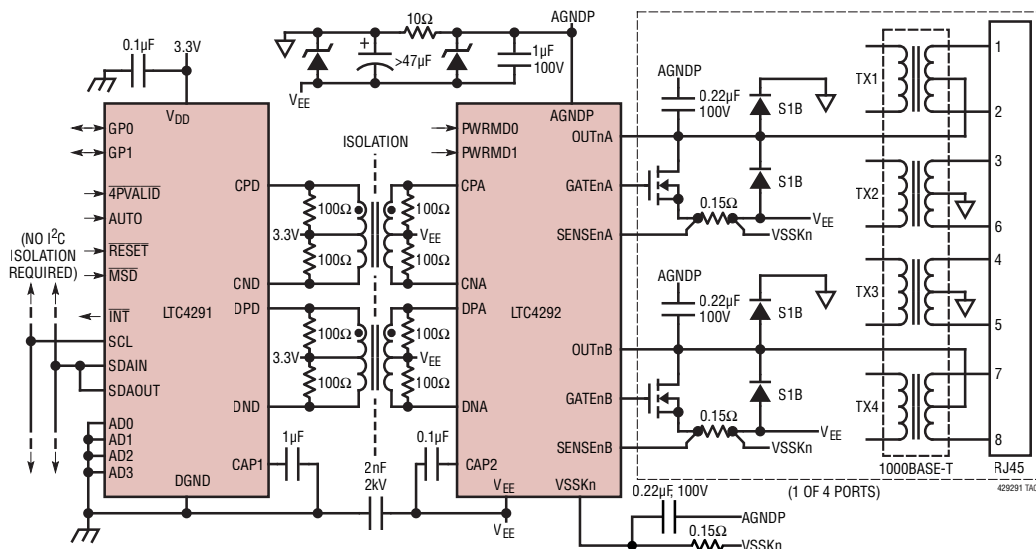 0.1µF
3.3V
10Ω
>47µF
1µF
100V
AGNDP
VEE
VDD
GP0
GP1
4PVALID
AUTO
RESET
MSD
INT
SCL
SDAIN
SDAOUT
AD0
AD1
AD2
AD3
(NO I2C
ISOLATION
REQUIRED)
LTC4291
CPD
CND
DPD
DND
CAP1
DGND
1µF
ISOLATION
100Ω
3.3V
100Ω
100Ω
VEE
100Ω
100Ω
3.3V
100Ω
100Ω
VEE
100Ω
2nF
2kV
0.1µF
AGNDP
PWRMD0
PWRMD1
CPA
CNA
DPA
DNA
CAP2
VEE
VEE
LTC4292
OUTnA
GATEnA
SENSEnA
OUTnB
GATEnB
SENSEnB
VSSKn
AGNDP
0.22µF
100V
S1B
S1B
0.15Ω
VEE
VSSKn
AGNDP
0.22µF
100V
S1B
S1B
0.15Ω
VEE
VSSKn
TX1
TX2
TX3
TX4
1
2
3
6
4
5
7
8
1000BASE-T
RJ45
(1 OF 4 PORTS)
0.22µF, 100V
AGNDP
0.15Ω
VSSKn